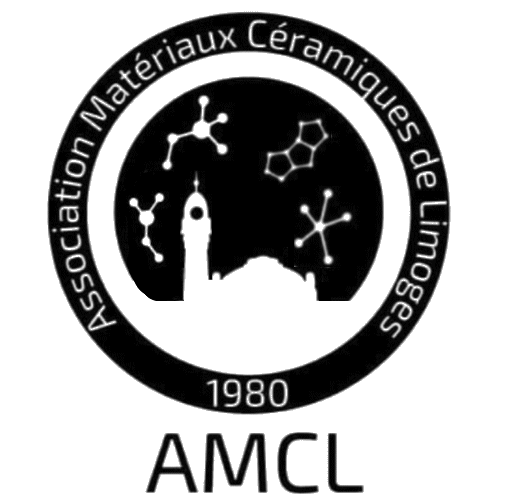 Association Matériaux Céramiques de Limoges
1980
AMCL